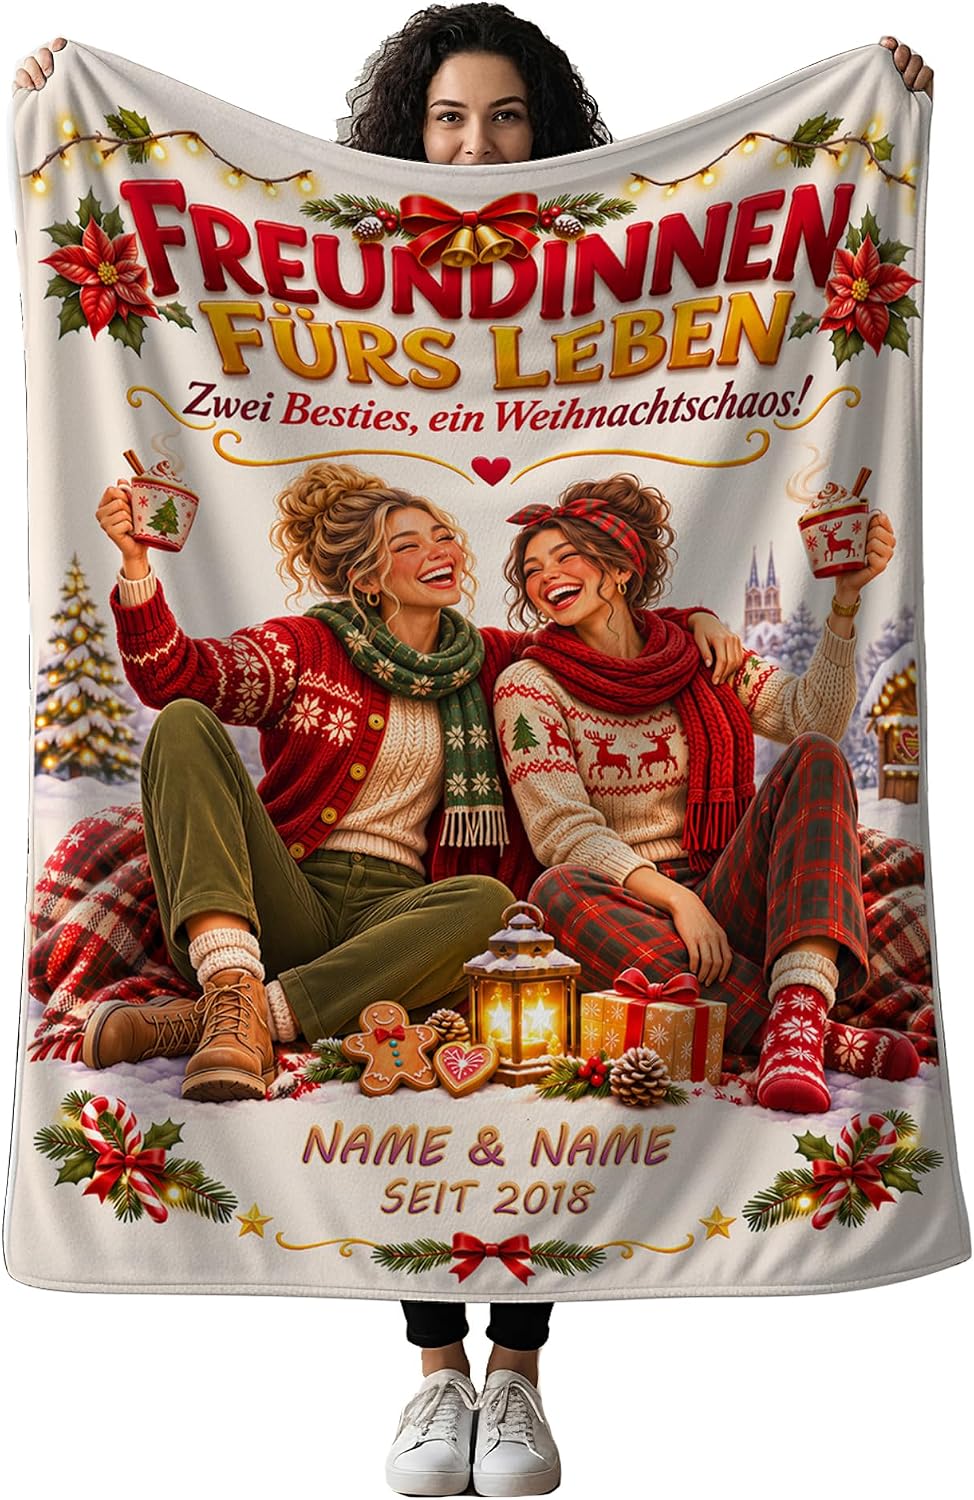 FREUNDINNEN
FÜRS LEBEN
Zwei Besties, ein Weihnachtschaos!
NAME & NAME
SEIT 2018